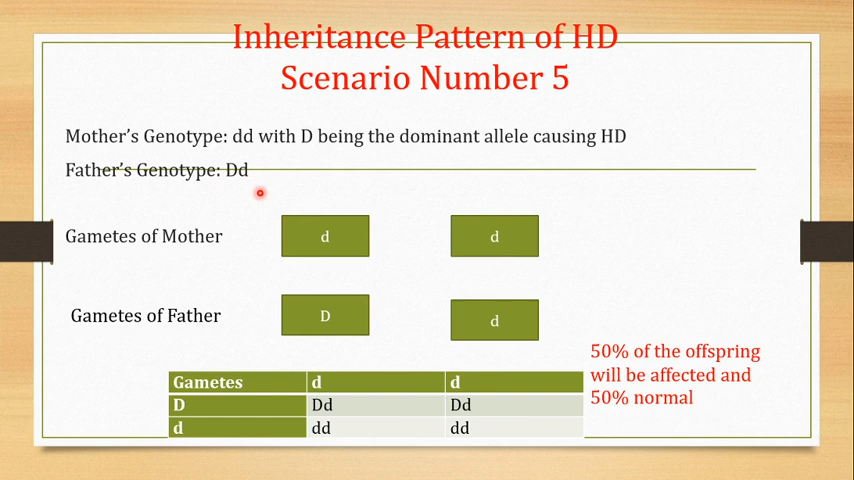 Inheritance Pattern of HD
Scenario Number 5
Mother’s Genotype: dd with D being the dominant allele causing HD
Father’s Genotype: Dd
Gametes of Mother d d
Gametes of Father D d
50% of the offspring
will be affected and
50% normal
Gametes d d
D Dd Dd
d dd dd